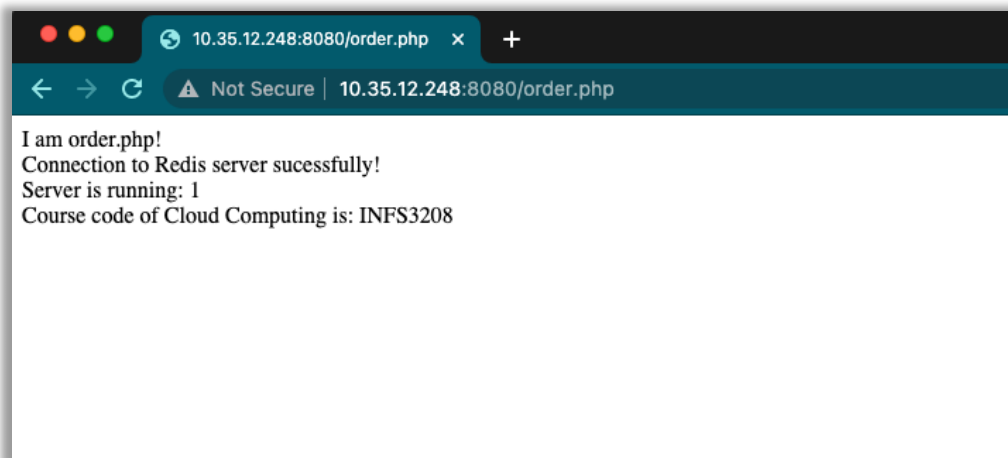 10.35.12.248:8080/order.php
Not Secure | 10.35.12.248:8080/order.php
I am order.php!
Connection to Redis server sucessfully!
Server is running: 1
Course code of Cloud Computing is: INFS3208